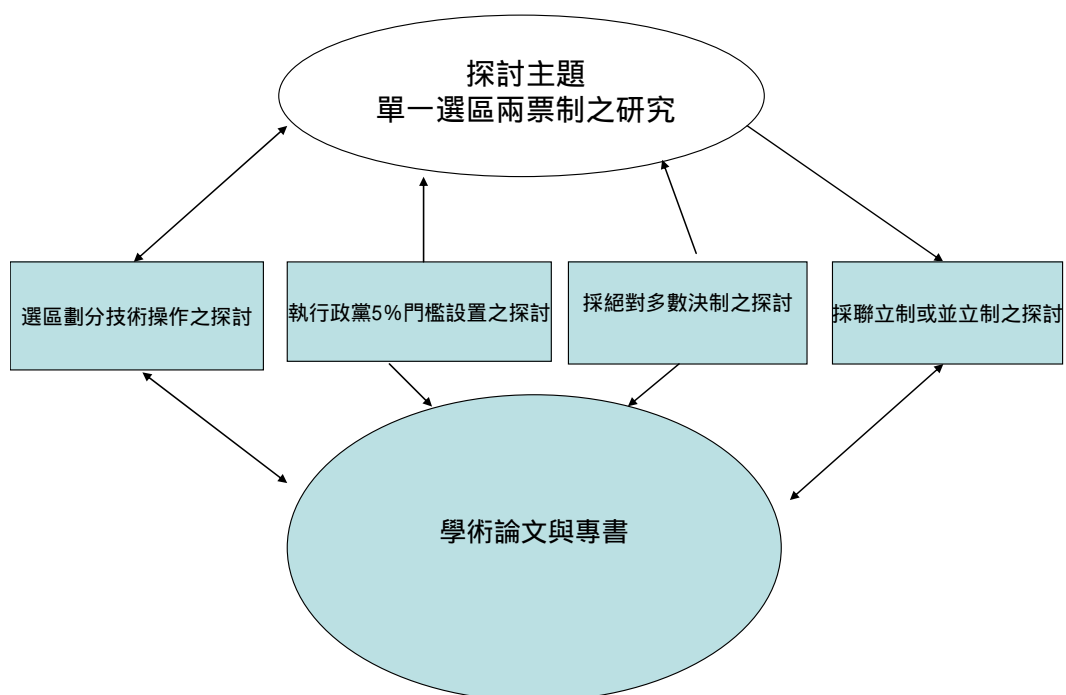 探討主題
單一選區兩票制之研究
選區劃分技術操作之探討
執行政黨5%門檻設置之探討
採絕對多數決制之探討
採聯立制或並立制之探討
學術論文與專書